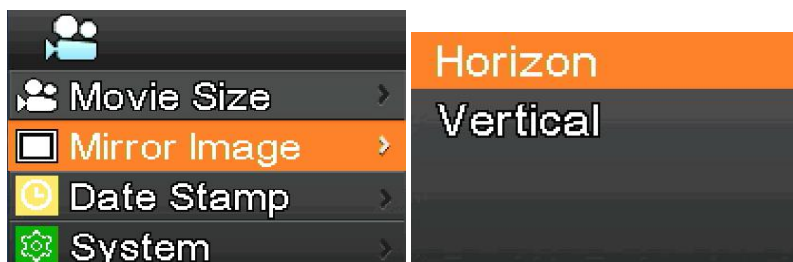 Movie Size
Mirror Image
Date Stamp
System
Horizon
Vertical